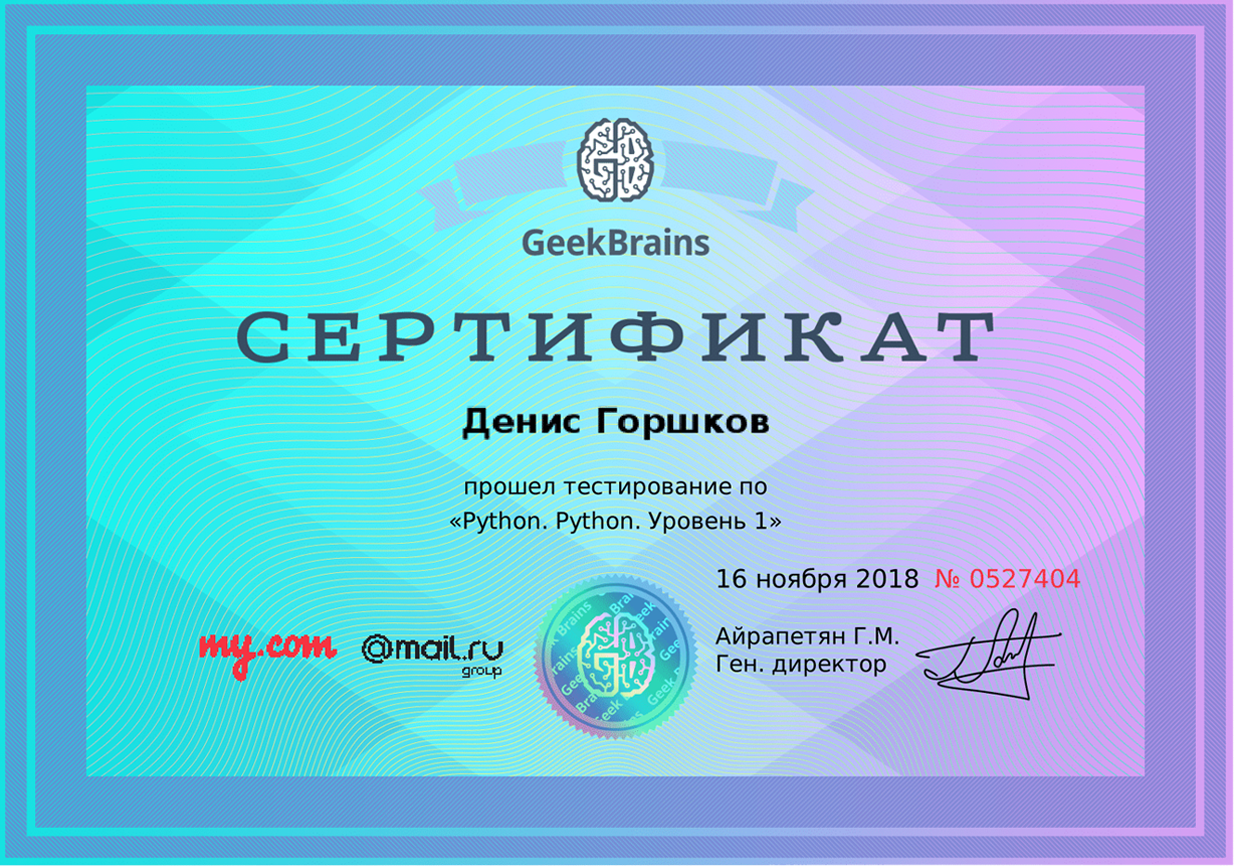 GeekBrains
СЕРТИФИКАТ
Денис Горшков
прошел тестирование по
«Python. Python. Уровень 1»
16 ноября 2018 № 0527404
my.com @mail.ru
group
Айрапетян Г.М.
Ген. директор